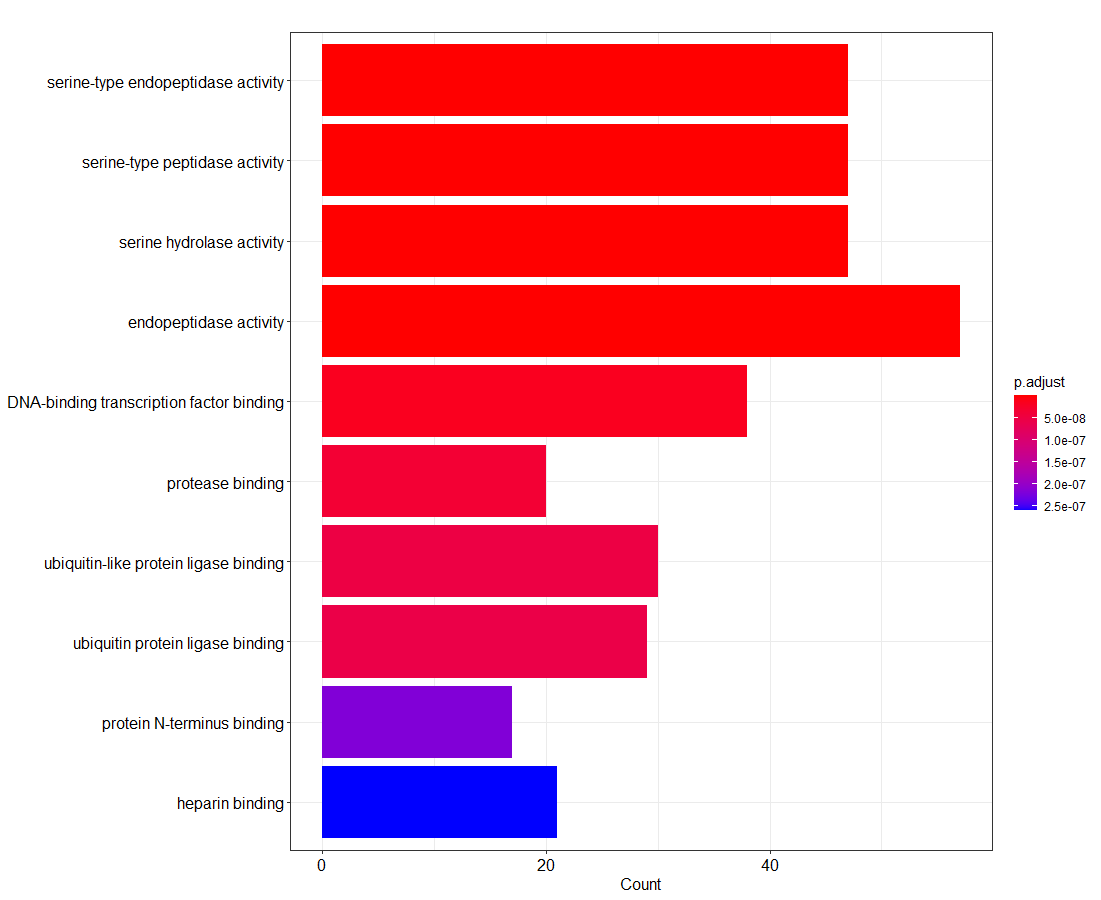 serine-type endopeptidase activity
serine-type peptidase activity
serine hydrolase activity
endopeptidase activity
DNA-binding transcription factor binding
protease binding
ubiquitin-like protein ligase binding
ubiquitin protein ligase binding
protein N-terminus binding
heparin binding
0 20 40
Count
p.adjust
5.0e-08
1.0e-07
1.5e-07
2.0e-07
2.5e-07